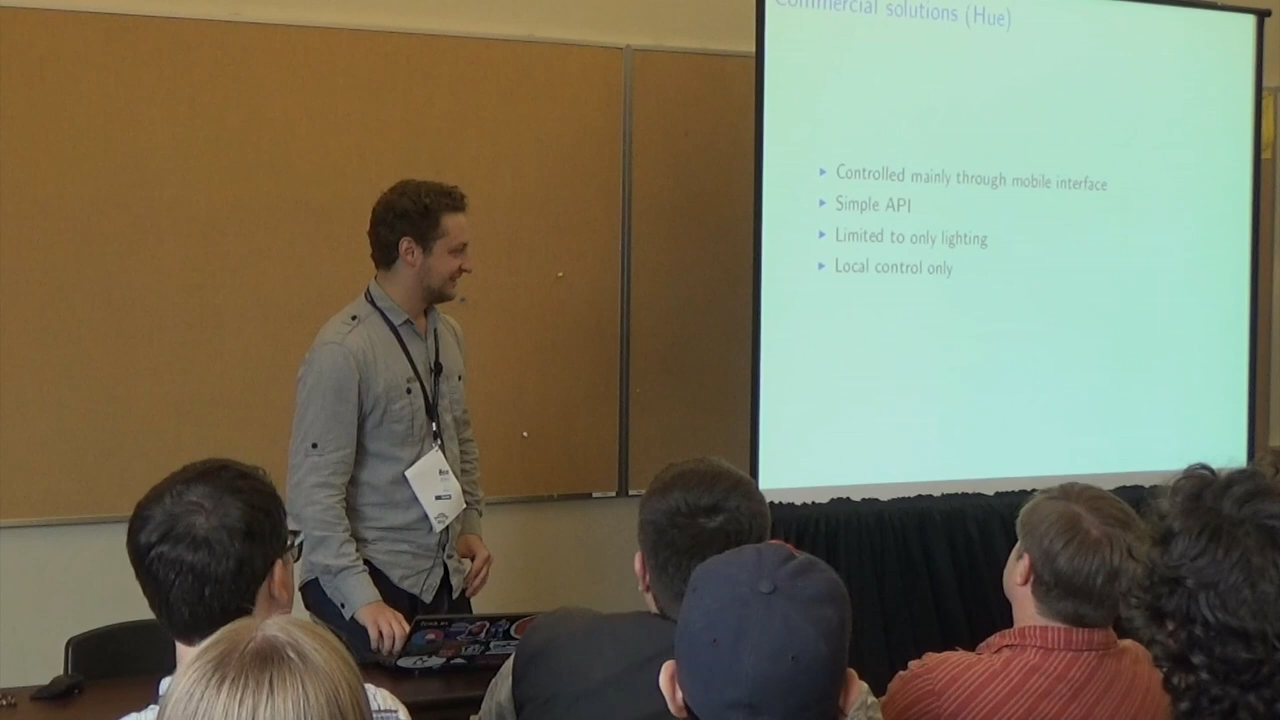 Commercial solutions (Hue)
Controlled mainly through mobile interface
Simple API
Limited to only lighting
Local control only